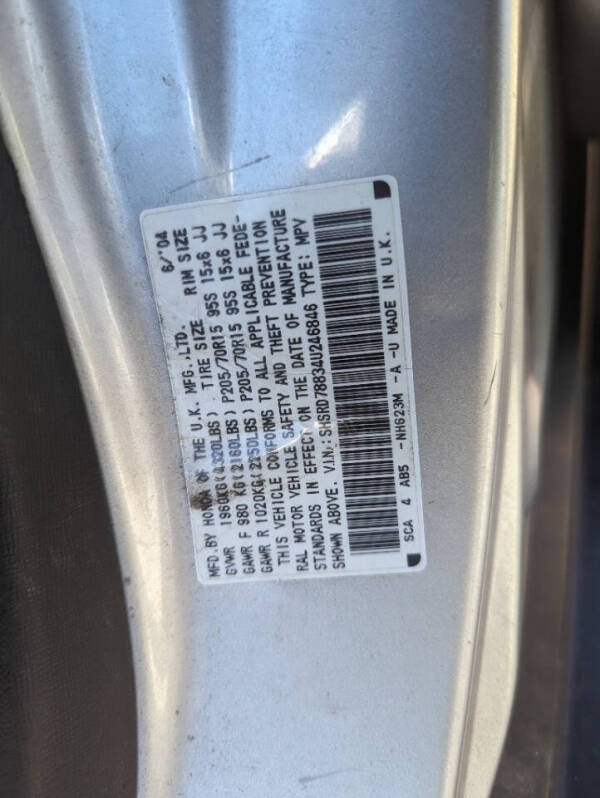 MFD. BY HONDA OF THE U.K. MFG.,LTD. 6/'04
GVWR 1960KG(4320LBS) TIRE SIZE RIM SIZE
GAWR F 980 KG(2160LBS) P205/70R15 95S 15x6 JJ
GAWR R 1020KG(2250LBS) P205/70R15 95S 15x6 JJ
THIS VEHICLE CONFORMS TO ALL APPLICABLE FEDE-
RAL MOTOR VEHICLE SAFETY AND THEFT PREVENTION
STANDARDS IN EFFECT ON THE DATE OF MANUFACTURE
SHOWN ABOVE. V.I.N.:SHSRD78834U246846 TYPE: MPV
SCA 4 AB5 -NH623M -A -U MADE IN U.K.